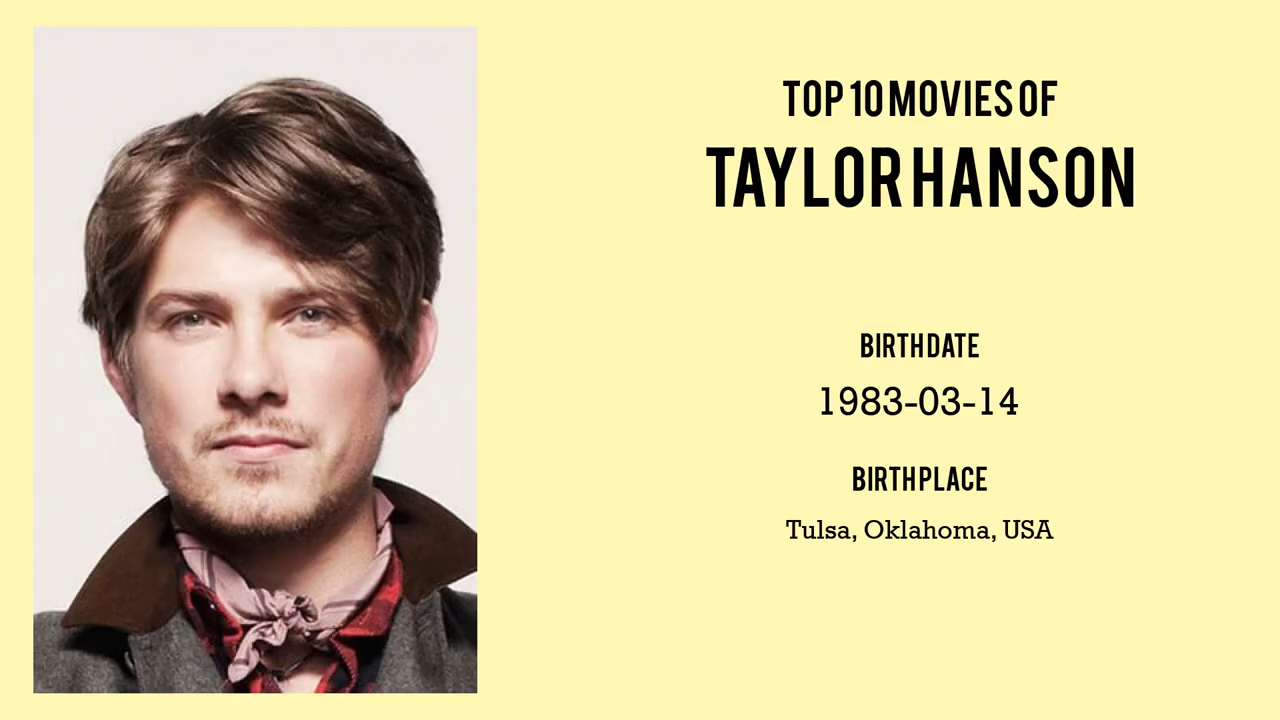 TOP 10 MOVIES OF
TAYLOR HANSON
BIRTHDATE
1983-03-14
BIRTHPLACE
Tulsa, Oklahoma, USA